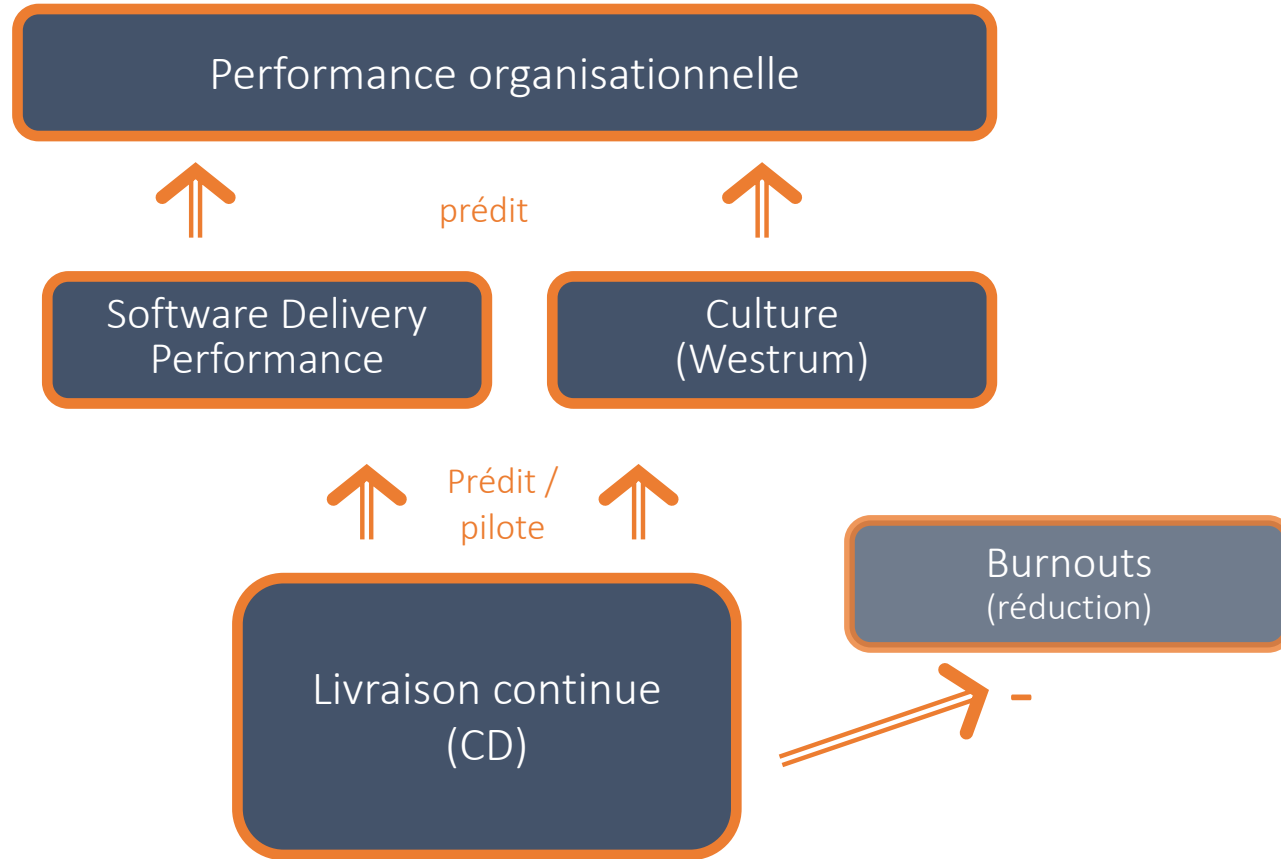 Performance organisationnelle
prédit
Software Delivery
Performance
Culture
(Westrum)
Prédit /
pilote
Burnouts
(réduction)
-
Livraison continue
(CD)